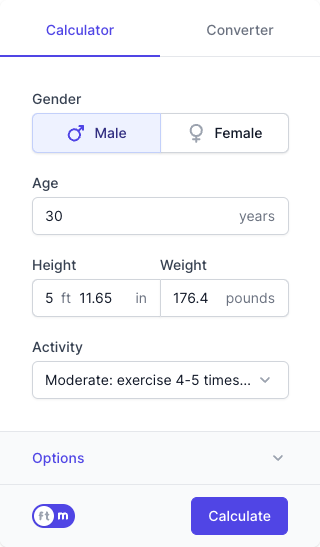 Calculator Converter
Gender
Male Female
Age
30 years
Height Weight
5 ft 11.65 in 176.4 pounds
Activity
Moderate: exercise 4-5 times...
Options
ft m Calculate